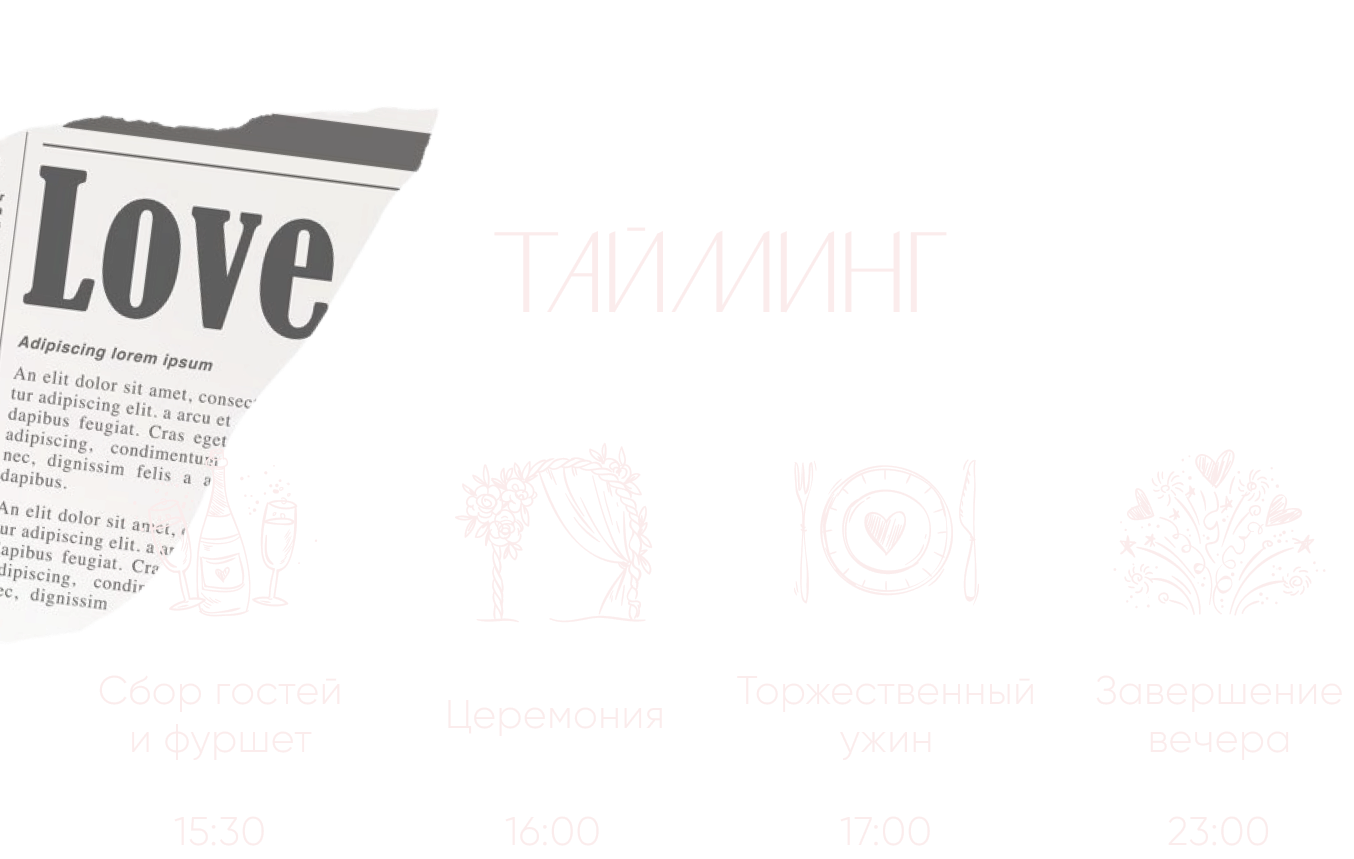 Love
Adipiscing lorem ipsum
An elit dolor sit amet, consec
tur adipiscing elit. a arcu et
dapibus feugiat. Cras eget
adipiscing, condimentum
nec, dignissim felis a a
dapibus.
An elit dolor sit amet,
ur adipiscing elit. a ar
apibus feugiat. Cra
dipiscing, condi
ec, dignissim
ТАЙМИНГ
Сбор гостей
и фуршет
15:30
Церемония
16:00
Торжественный
ужин
17:00
Завершение
вечера
23:00